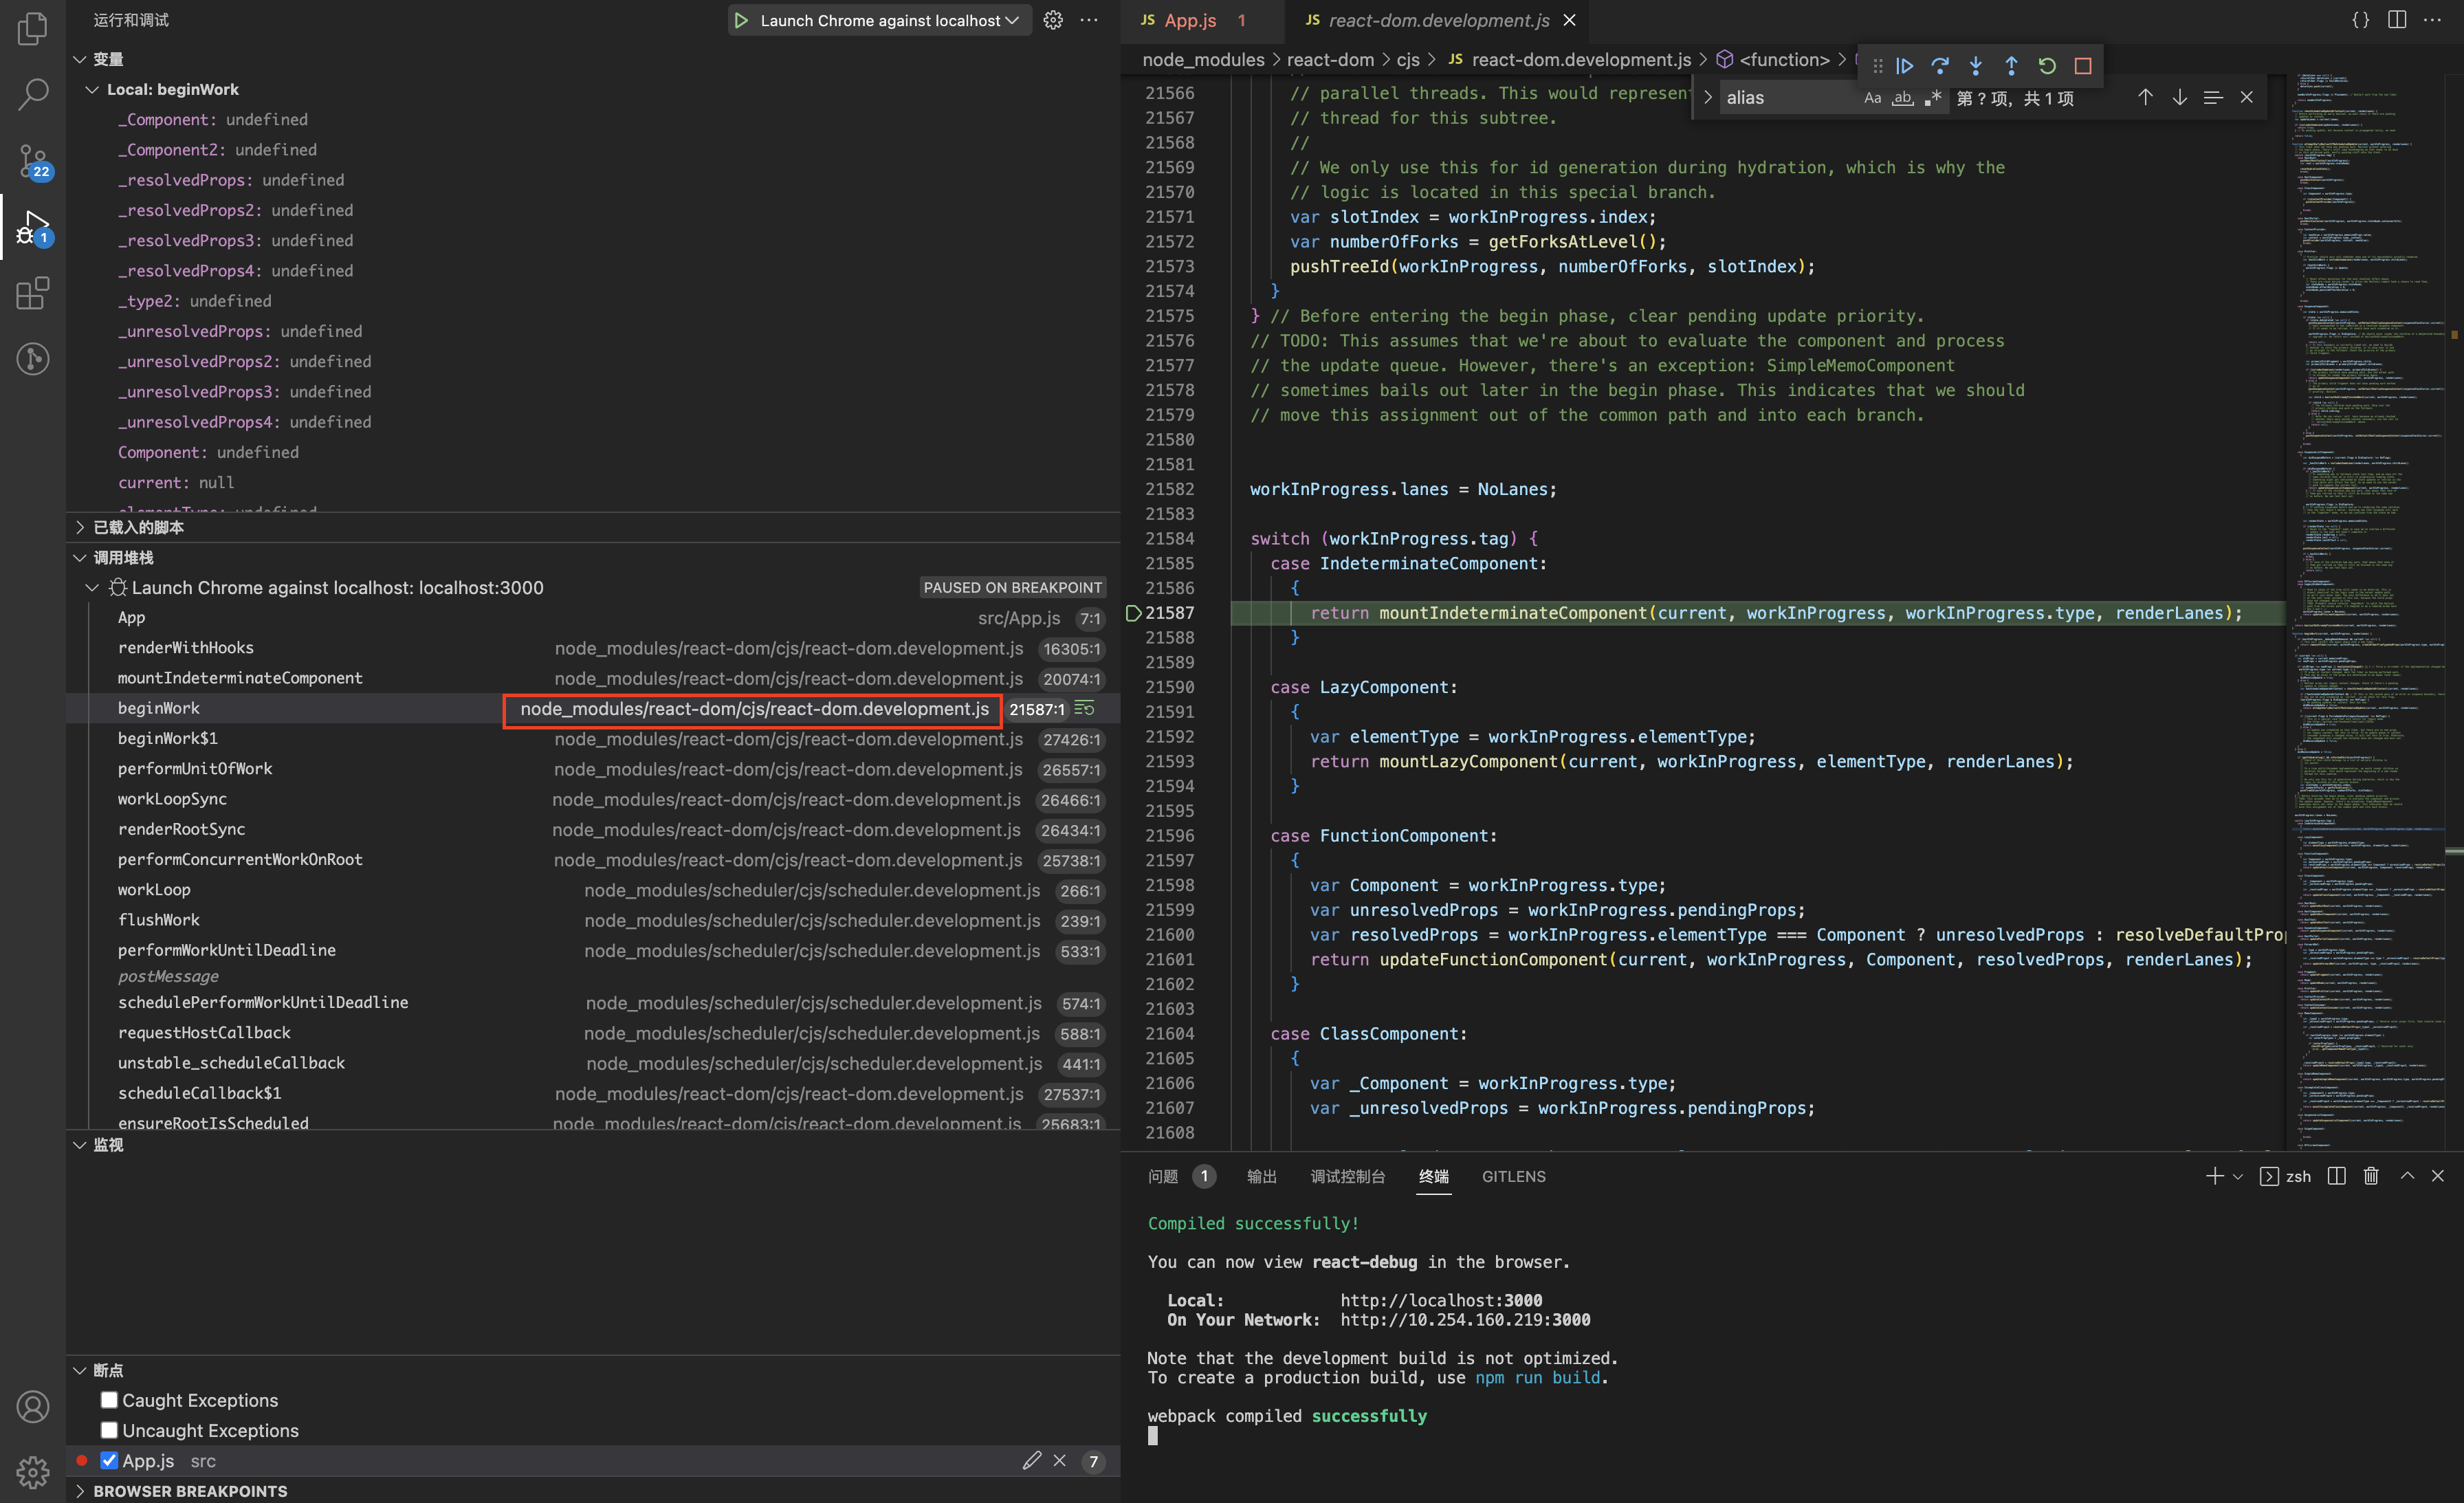 运行和调试
Launch Chrome against localhost
变量
Local: beginWork
_Component: undefined
_Component2: undefined
_resolvedProps: undefined
_resolvedProps2: undefined
_resolvedProps3: undefined
_resolvedProps4: undefined
_type2: undefined
_unresolvedProps: undefined
_unresolvedProps2: undefined
_unresolvedProps3: undefined
_unresolvedProps4: undefined
Component: undefined
current: null
elementType: undefined
22
1
已载入的脚本
调用堆栈
Launch Chrome against localhost: localhost:3000 PAUSED ON BREAKPOINT
App src/App.js 7:1
renderWithHooks node_modules/react-dom/cjs/react-dom.development.js 16305:1
mountIndeterminateComponent node_modules/react-dom/cjs/react-dom.development.js 20074:1
beginWork node_modules/react-dom/cjs/react-dom.development.js 21587:1
beginWork$1 node_modules/react-dom/cjs/react-dom.development.js 27426:1
performUnitOfWork node_modules/react-dom/cjs/react-dom.development.js 26557:1
workLoopSync node_modules/react-dom/cjs/react-dom.development.js 26466:1
renderRootSync node_modules/react-dom/cjs/react-dom.development.js 26434:1
performConcurrentWorkOnRoot node_modules/react-dom/cjs/react-dom.development.js 25738:1
workLoop node_modules/scheduler/cjs/scheduler.development.js 266:1
flushWork node_modules/scheduler/cjs/scheduler.development.js 239:1
performWorkUntilDeadline node_modules/scheduler/cjs/scheduler.development.js 533:1
postMessage
schedulePerformWorkUntilDeadline node_modules/scheduler/cjs/scheduler.development.js 574:1
requestHostCallback node_modules/scheduler/cjs/scheduler.development.js 588:1
unstable_scheduleCallback node_modules/scheduler/cjs/scheduler.development.js 441:1
scheduleCallback$1 node_modules/react-dom/cjs/react-dom.development.js 27537:1
ensureRootIsScheduled node_modules/react-dom/cjs/react-dom.development.js 25683:1
监视
断点
Caught Exceptions
Uncaught Exceptions
App.js src 7
BROWSER BREAKPOINTS
JS App.js 1 JS react-dom.development.js
node_modules > react-dom > cjs > JS react-dom.development.js > <function> >
alias Aa ab .* 第 ? 项，共 1 项
21566 // parallel threads. This would represent
21567 // thread for this subtree.
21568 //
21569 // We only use this for id generation during hydration, which is why the
21570 // logic is located in this special branch.
21571 var slotIndex = workInProgress.index;
21572 var numberOfForks = getForksAtLevel();
21573 pushTreeId(workInProgress, numberOfForks, slotIndex);
21574 }
21575 } // Before entering the begin phase, clear pending update priority.
21576 // TODO: This assumes that we're about to evaluate the component and process
21577 // the update queue. However, there's an exception: SimpleMemoComponent
21578 // sometimes bails out later in the begin phase. This indicates that we should
21579 // move this assignment out of the common path and into each branch.
21580
21581
21582 workInProgress.lanes = NoLanes;
21583
21584 switch (workInProgress.tag) {
21585 case IndeterminateComponent:
21586 {
21587 return mountIndeterminateComponent(current, workInProgress, workInProgress.type, renderLanes);
21588 }
21589
21590 case LazyComponent:
21591 {
21592 var elementType = workInProgress.elementType;
21593 return mountLazyComponent(current, workInProgress, elementType, renderLanes);
21594 }
21595
21596 case FunctionComponent:
21597 {
21598 var Component = workInProgress.type;
21599 var unresolvedProps = workInProgress.pendingProps;
21600 var resolvedProps = workInProgress.elementType === Component ? unresolvedProps : resolveDefaultPro
21601 return updateFunctionComponent(current, workInProgress, Component, resolvedProps, renderLanes);
21602 }
21603
21604 case ClassComponent:
21605 {
21606 var _Component = workInProgress.type;
21607 var _unresolvedProps = workInProgress.pendingProps;
21608
问题 1 输出 调试控制台 终端 GITLENS zsh
Compiled successfully!
You can now view react-debug in the browser.
Local: http://localhost:3000
On Your Network: http://10.254.160.219:3000
Note that the development build is not optimized.
To create a production build, use npm run build.
webpack compiled successfully